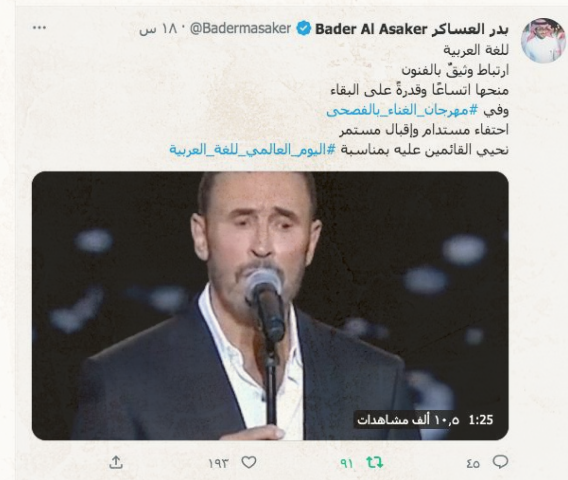 بدر العساكر Bader Al Asaker @Badermasaker · ١٨ س
للغة العربية
ارتباط وثيقٌ بالفنون
منحها اتساعًا وقدرةً على البقاء
وفي #مهرجان_الغناء_بالفصحى
احتفاء مستدام وإقبال مستمر
نحيي القائمين عليه بمناسبة #اليوم_العالمي_للغة_العربية
1:25 ١٠,٥ ألف مشاهدات
٤٥ ٩١ ١٩٣